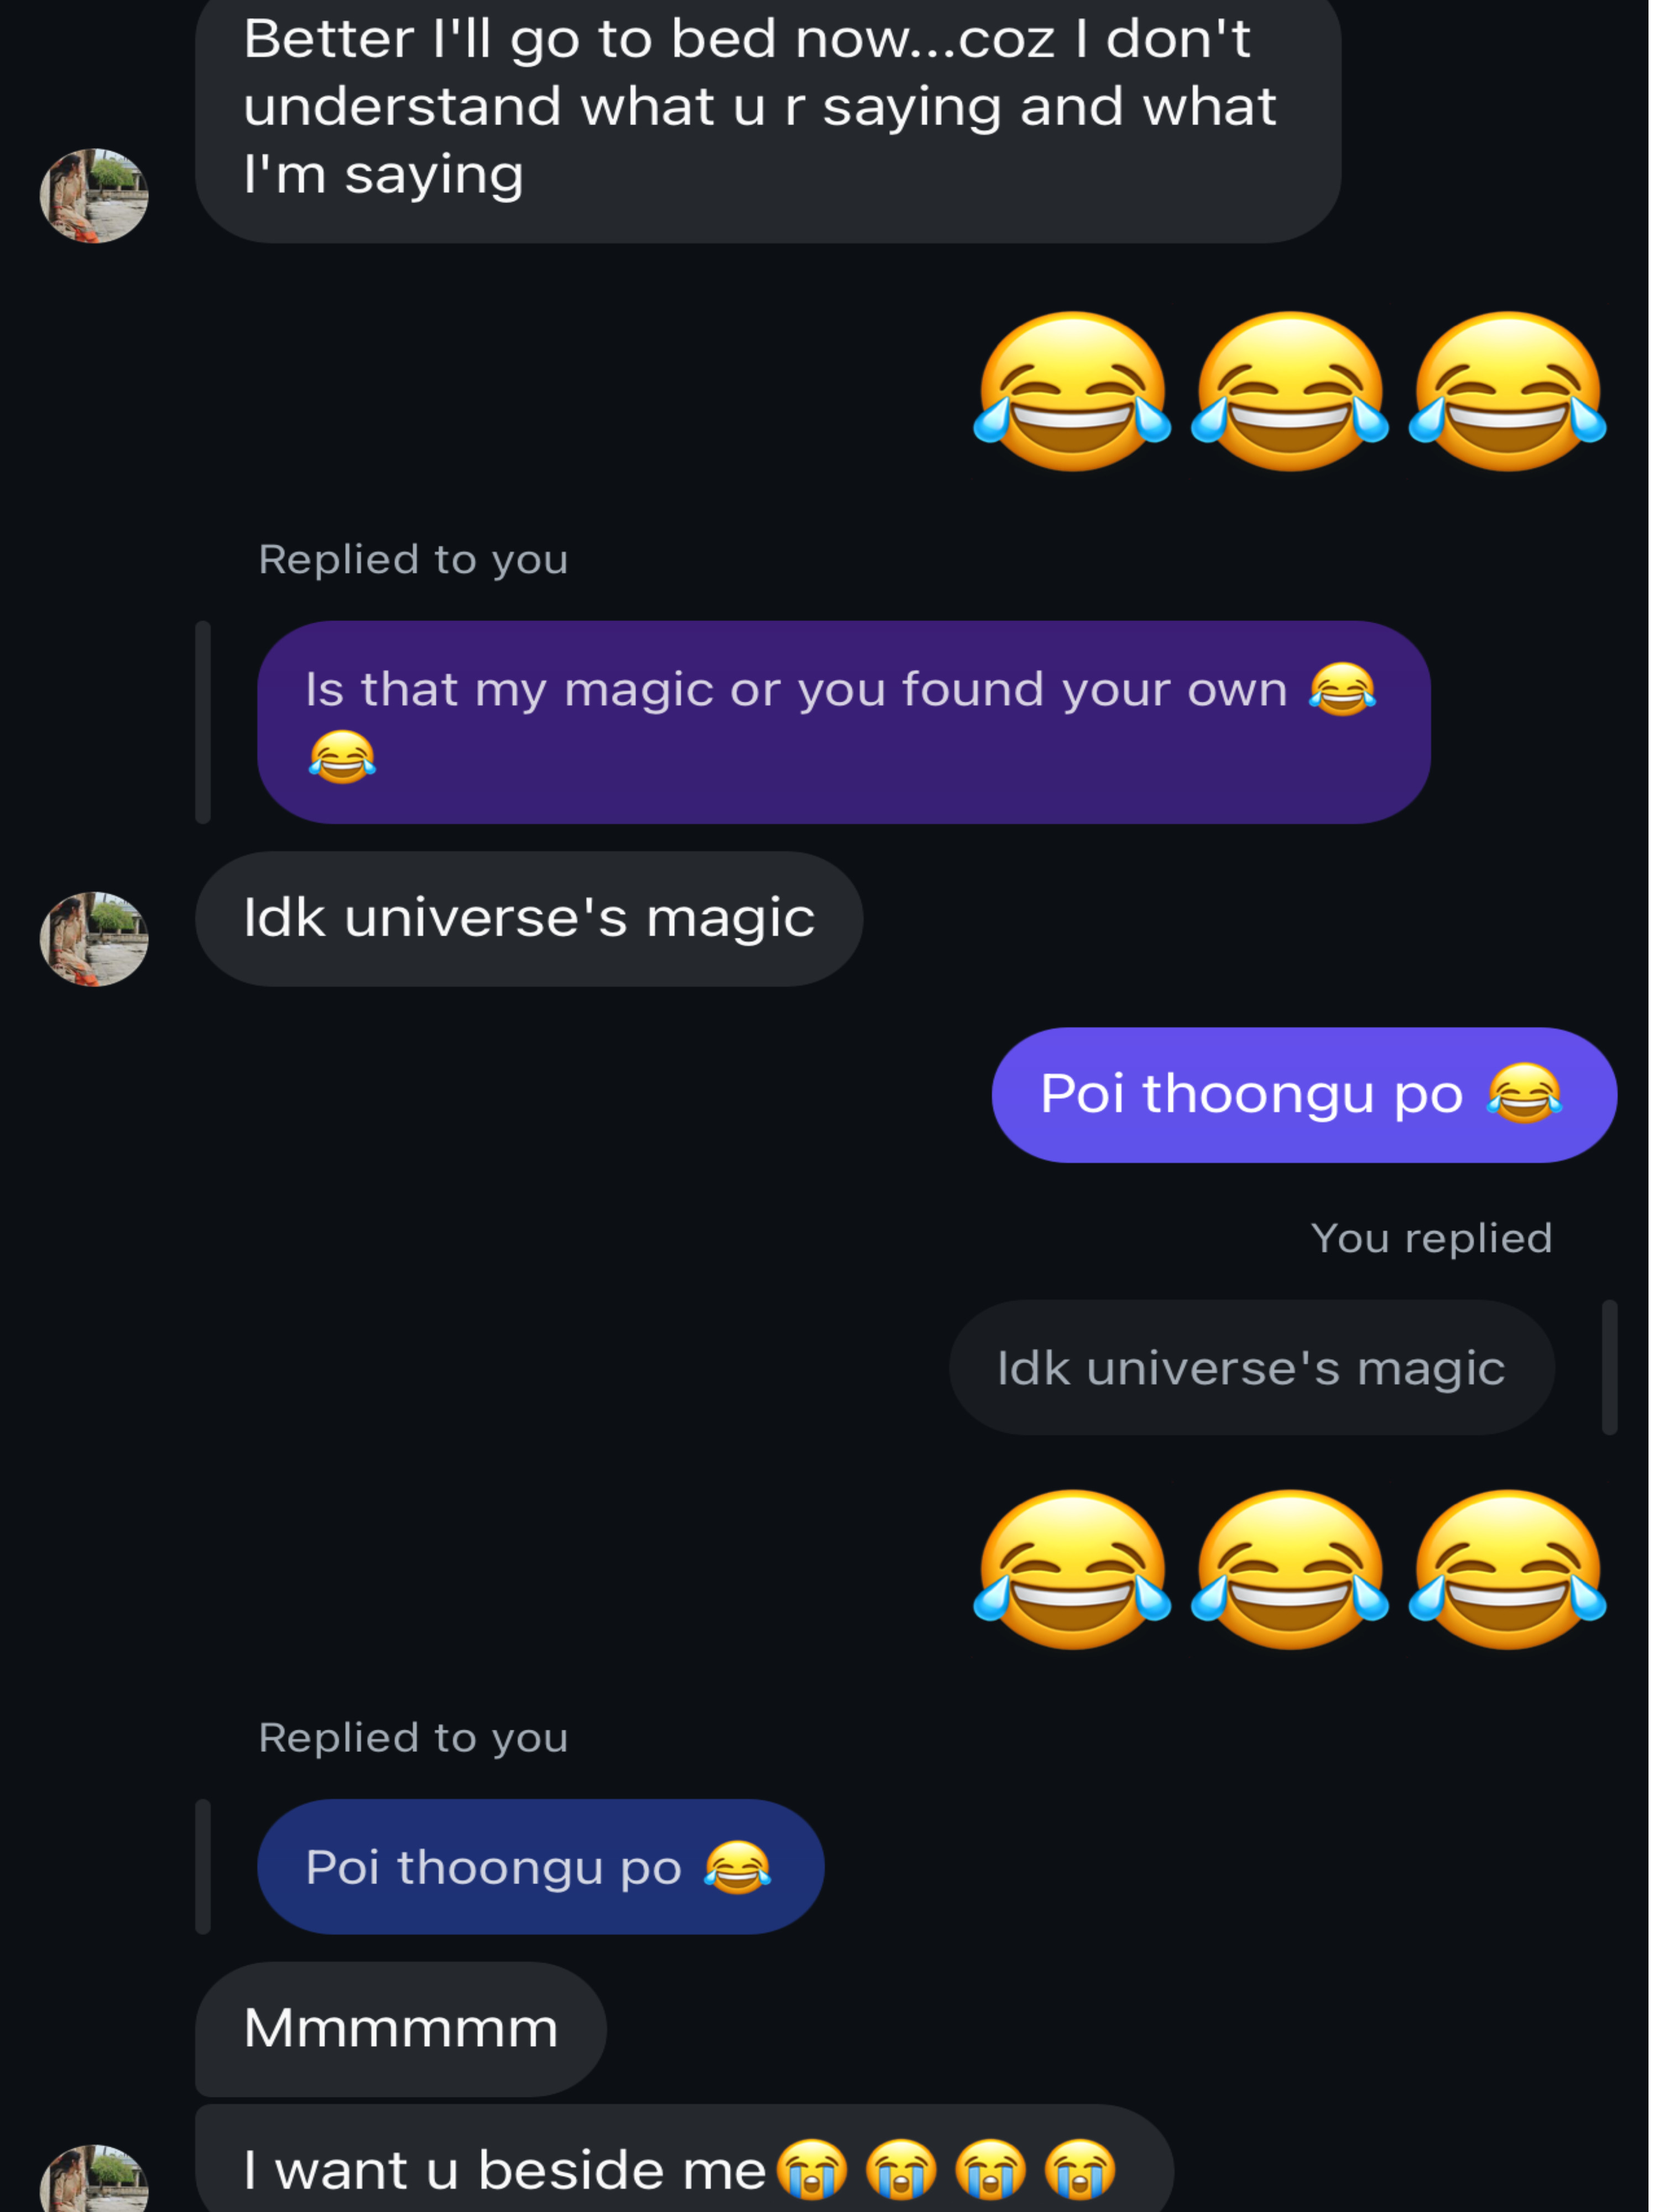 Better I'll go to bed now...coz I don't
understand what u r saying and what
I'm saying
😂😂😂
Replied to you
Is that my magic or you found your own 😂
😂
Idk universe's magic
Poi thoongu po 😂
You replied
Idk universe's magic
😂😂😂
Replied to you
Poi thoongu po 😂
Mmmmmm
I want u beside me😭😭😭😭